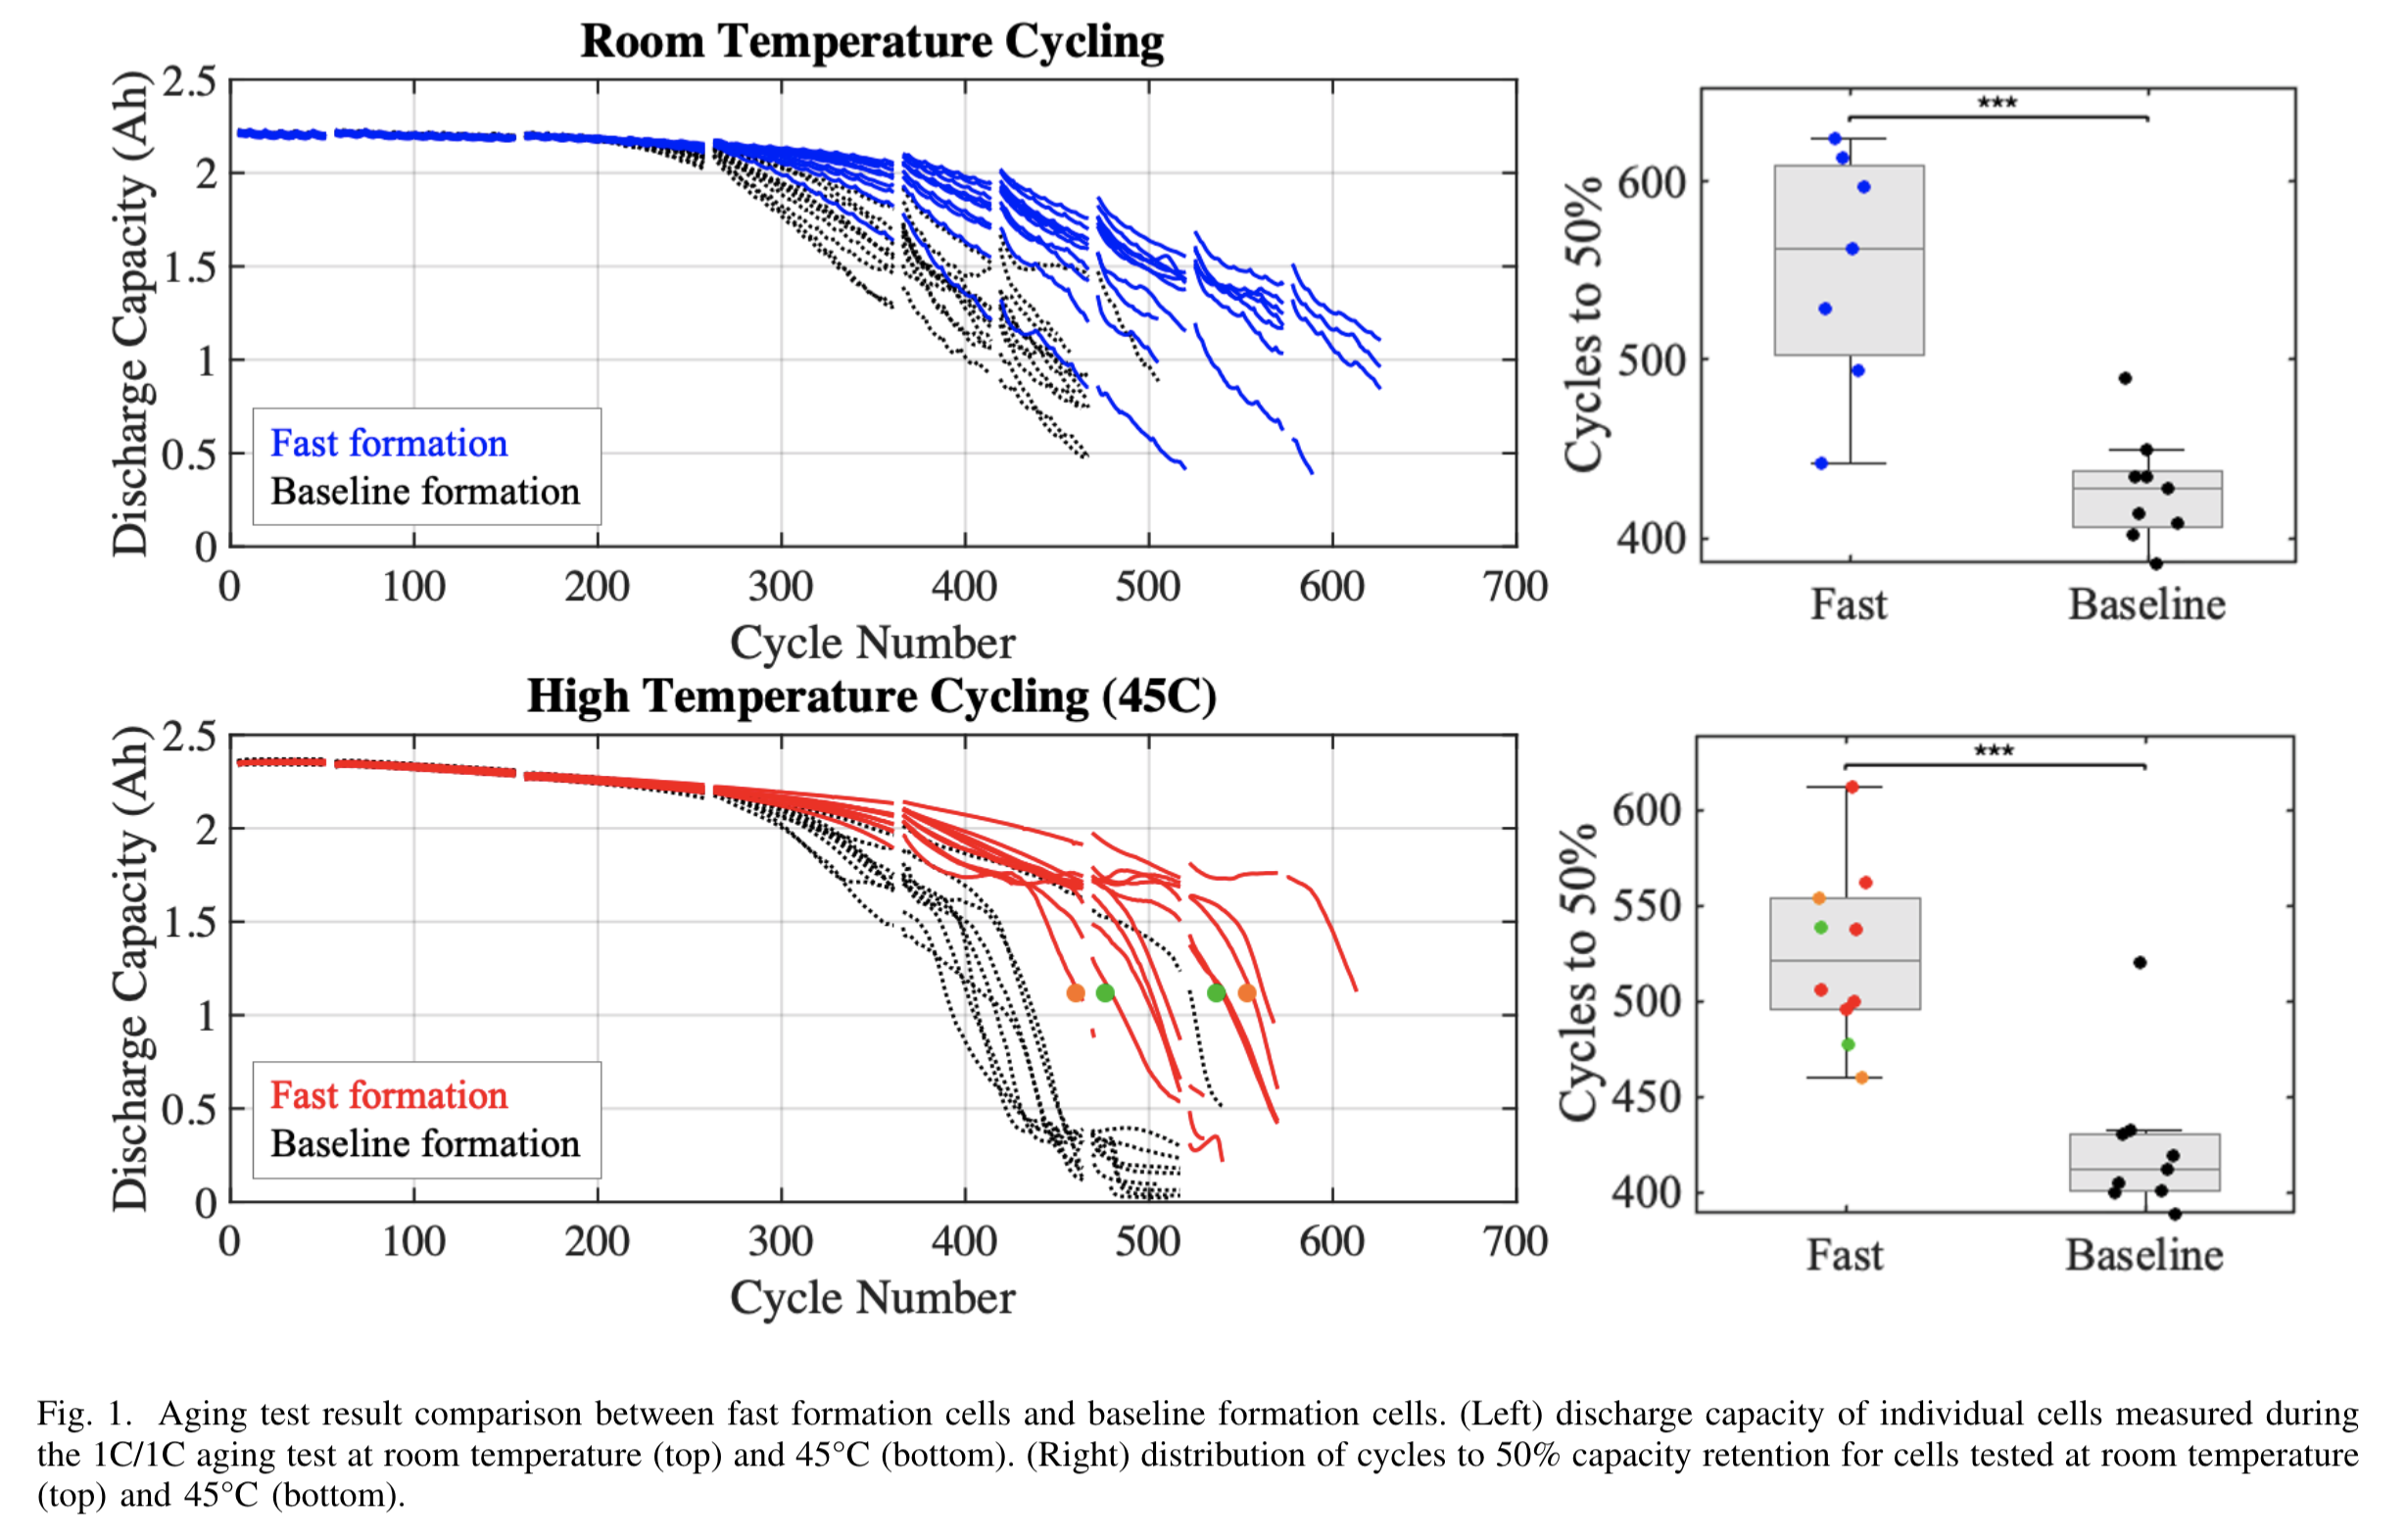 Room Temperature Cycling
Discharge Capacity (Ah)
2.5
2
1.5
1
0.5
0
Fast formation
Baseline formation
0 100 200 300 400 500 600 700
Cycle Number
***
Cycles to 50%
600
500
400
Fast Baseline
High Temperature Cycling (45C)
Discharge Capacity (Ah)
2.5
2
1.5
1
0.5
0
Fast formation
Baseline formation
0 100 200 300 400 500 600 700
Cycle Number
***
Cycles to 50%
600
550
500
450
400
Fast Baseline
Fig. 1. Aging test result comparison between fast formation cells and baseline formation cells. (Left) discharge capacity of individual cells measured during
the 1C/1C aging test at room temperature (top) and 45°C (bottom). (Right) distribution of cycles to 50% capacity retention for cells tested at room temperature
(top) and 45°C (bottom).